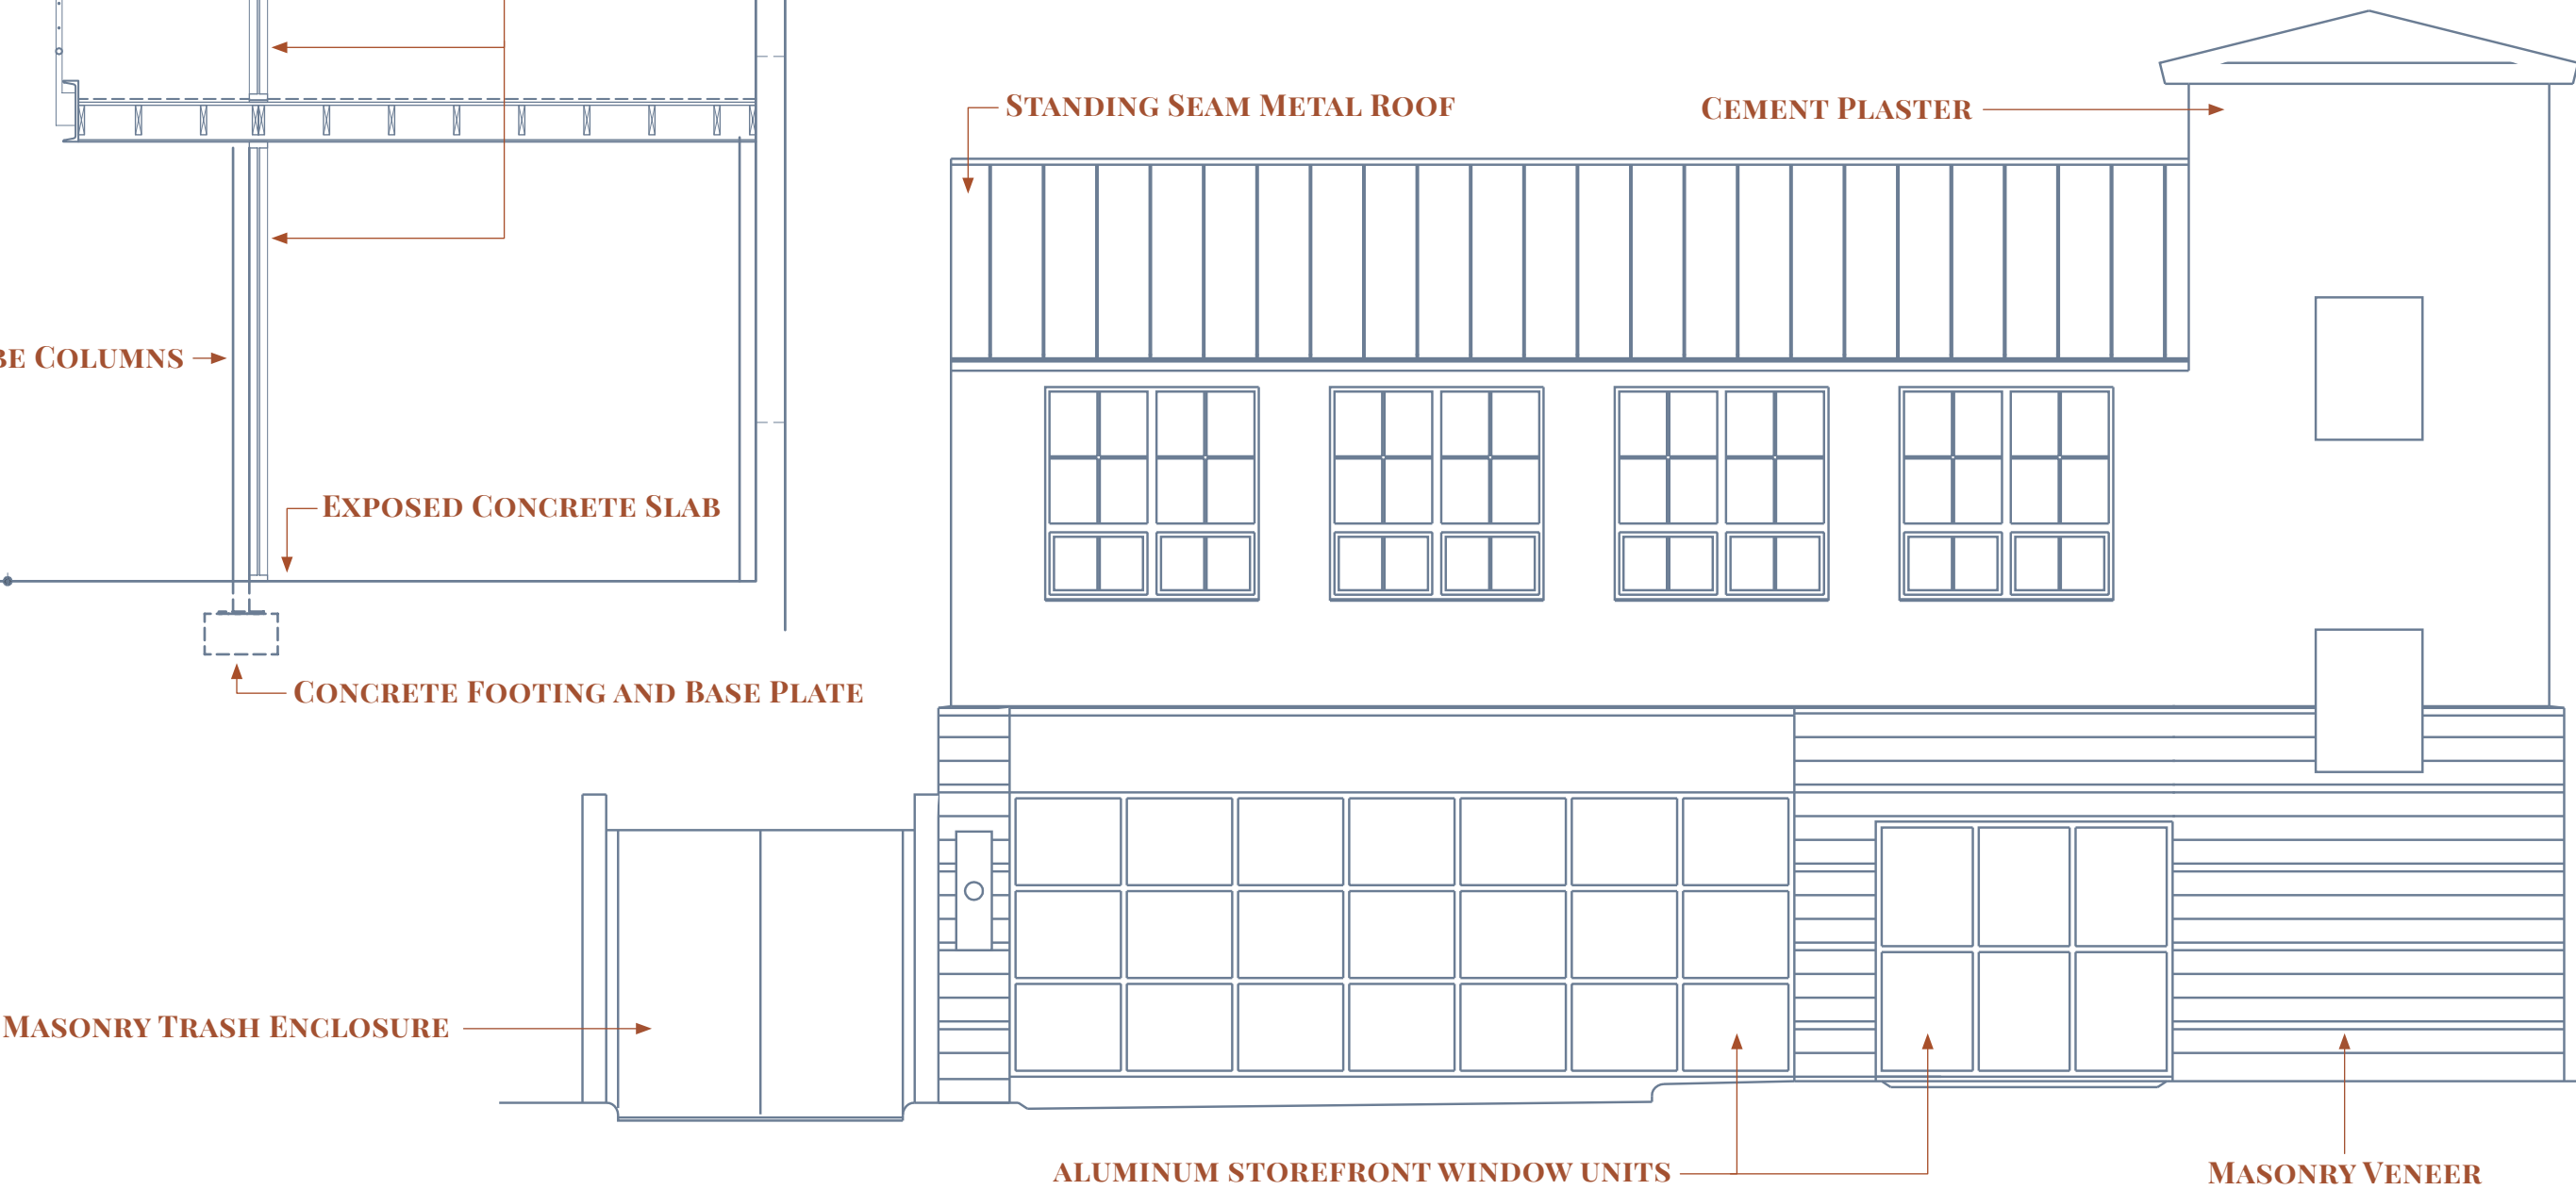 Standing Seam Metal Roof
Cement Plaster
Columns
Exposed Concrete Slab
Concrete Footing and Base Plate
Masonry Trash Enclosure
aluminum storefront window units
Masonry Veneer